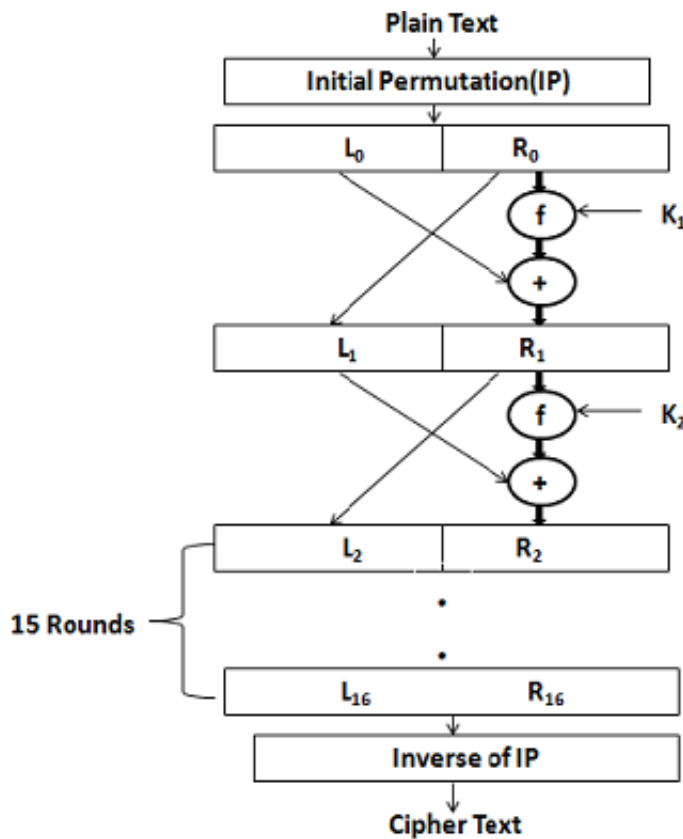 Plain Text
Initial Permutation(IP)
L₀ R₀
f K₁
+
L₁ R₁
f K₂
+
L₂ R₂
15 Rounds
L₁₆ R₁₆
Inverse of IP
Cipher Text